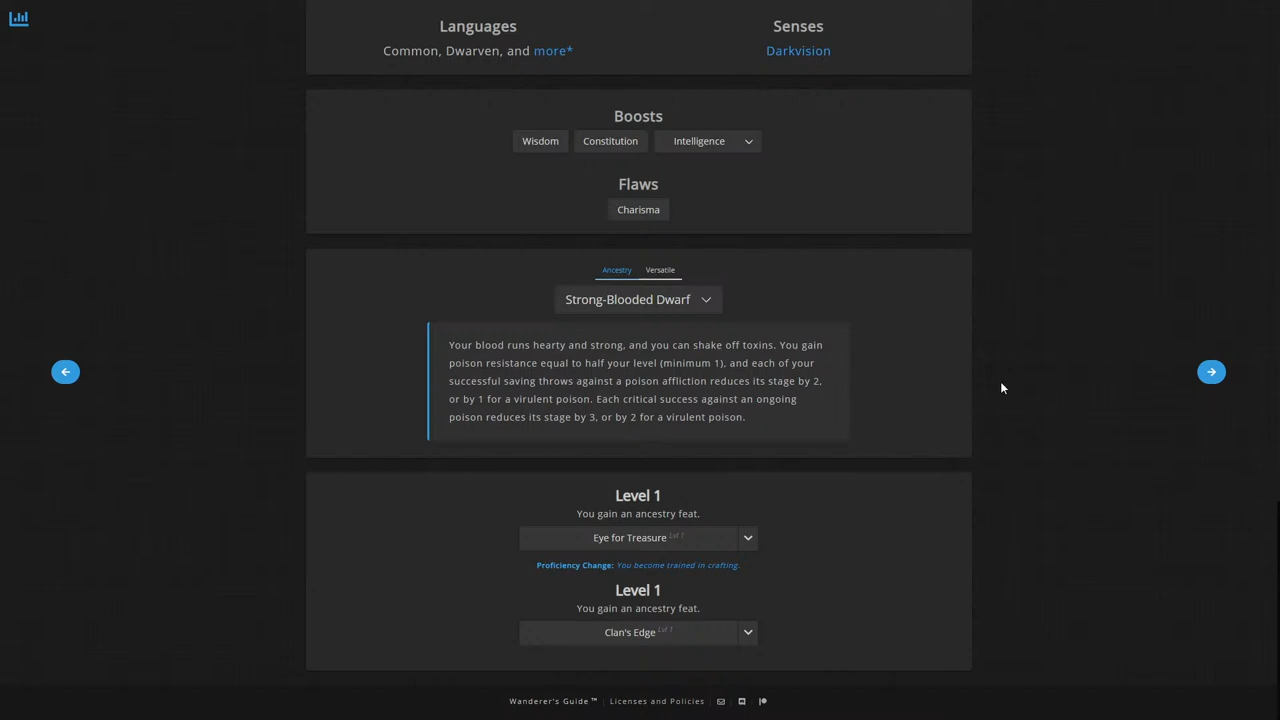 Languages
Senses
Common, Dwarven, and more*
Darkvision
Boosts
Wisdom
Constitution
Intelligence
Flaws
Charisma
Ancestry
Versatile
Strong-Blooded Dwarf
Your blood runs hearty and strong, and you can shake off toxins. You gain
poison resistance equal to half your level (minimum 1), and each of your
successful saving throws against a poison affliction reduces its stage by 2,
or by 1 for a virulent poison. Each critical success against an ongoing
poison reduces its stage by 3, or by 2 for a virulent poison.
Level 1
You gain an ancestry feat.
Eye for Treasure Lvl 1
Proficiency Change: You become trained in crafting.
Level 1
You gain an ancestry feat.
Clan's Edge Lvl 1
Wanderer's Guide ™ | Licenses and Policies